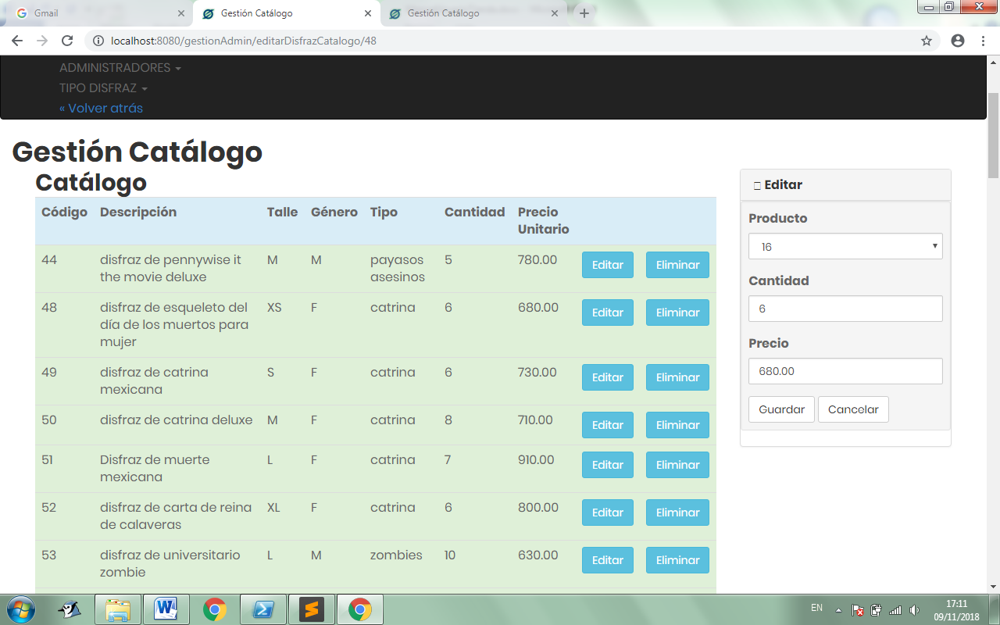 Gmail
Gestión Catálogo
Gestión Catálogo
localhost:8080/gestionAdmin/editarDisfrazCatalogo/48
ADMINISTRADORES
TIPO DISFRAZ
« Volver atrás
Gestión Catálogo
Catálogo
Código Descripción Talle Género Tipo Cantidad Precio
Unitario
44 disfraz de pennywise it M M payasos 5 780.00 Editar Eliminar
the movie deluxe asesinos
48 disfraz de esqueleto del XS F catrina 6 680.00 Editar Eliminar
día de los muertos para
mujer
49 disfraz de catrina S F catrina 6 730.00 Editar Eliminar
mexicana
50 disfraz de catrina deluxe M F catrina 8 710.00 Editar Eliminar
51 Disfraz de muerte L F catrina 7 910.00 Editar Eliminar
mexicana
52 disfraz de carta de reina XL F catrina 6 800.00 Editar Eliminar
de calaveras
53 disfraz de universitario L M zombies 10 630.00 Editar Eliminar
zombie
Editar
Producto
16
Cantidad
6
Precio
680.00
Guardar Cancelar
EN
17:11
09/11/2018